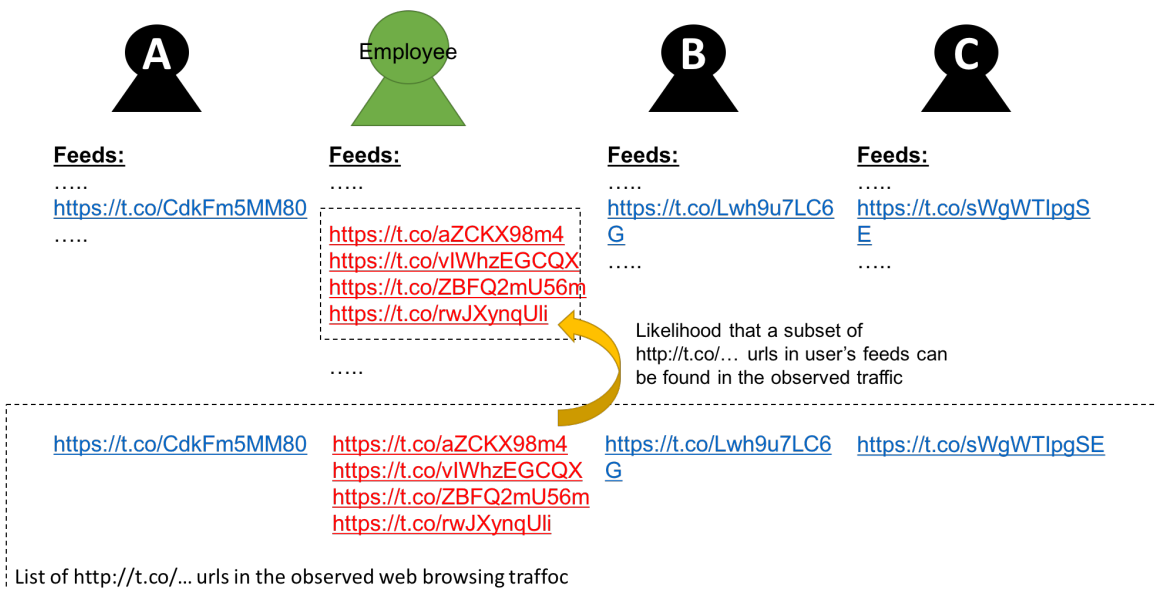 A
Employee
B
C
Feeds:
…..
https://t.co/CdkFm5MM80
…..
Feeds:
…..
https://t.co/aZCKX98m4
https://t.co/vIWhzEGCQX
https://t.co/ZBFQ2mU56m
https://t.co/rwJXynqUli
…..
Feeds:
…..
https://t.co/Lwh9u7LC6
G
…..
Feeds:
…..
https://t.co/sWgWTlpgS
E
…..
Likelihood that a subset of
http://t.co/… urls in user’s feeds can
be found in the observed traffic
https://t.co/CdkFm5MM80
https://t.co/aZCKX98m4
https://t.co/vIWhzEGCQX
https://t.co/ZBFQ2mU56m
https://t.co/rwJXynqUli
https://t.co/Lwh9u7LC6
G
https://t.co/sWgWTlpgSE
List of http://t.co/… urls in the observed web browsing traffoc